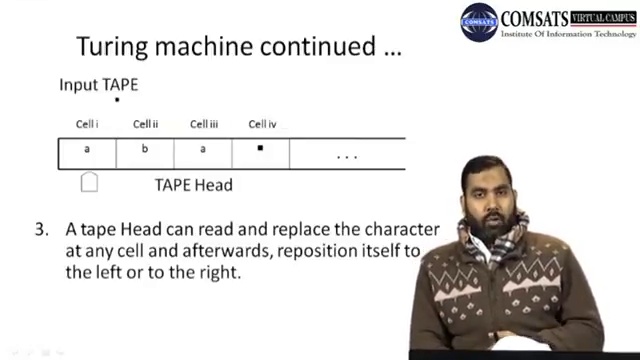 COMSATS VIRTUAL CAMPUS
Institute Of Information Technology
Turing machine continued ...
Input TAPE
Cell i Cell ii Cell iii Cell iv
a b a ■ ...
TAPE Head
3. A tape Head can read and replace the character
at any cell and afterwards, reposition itself to
the left or to the right.